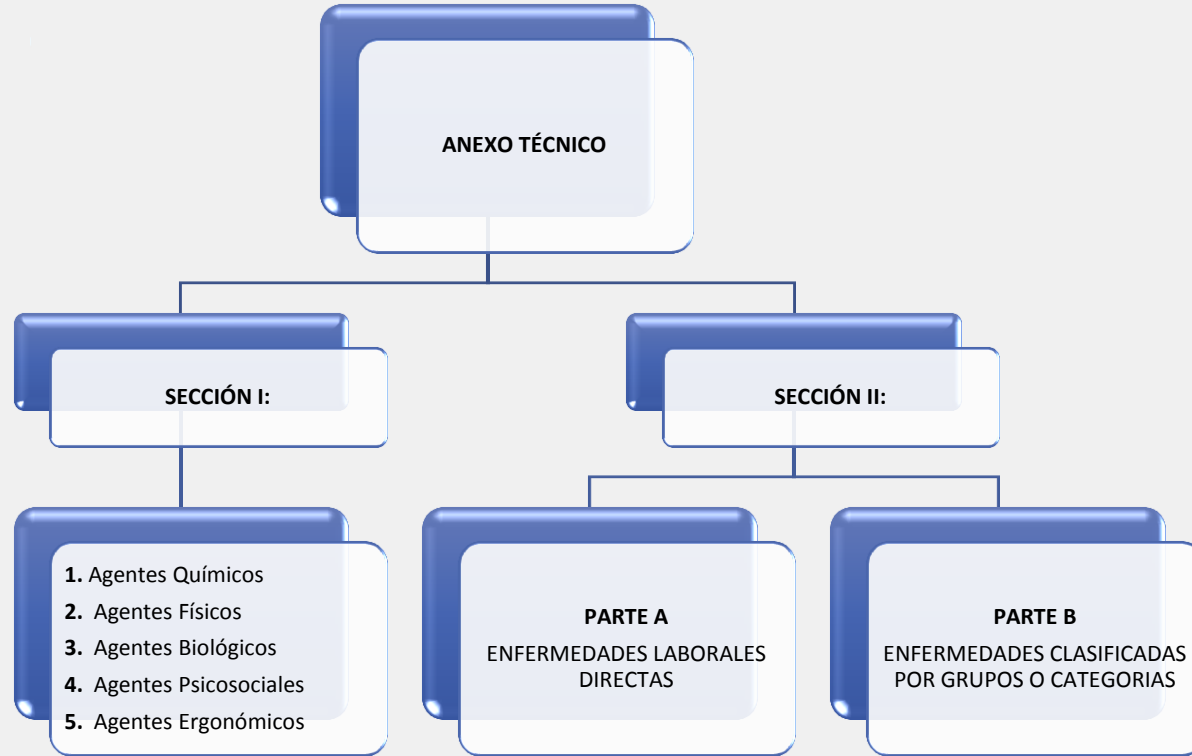 ANEXO TÉCNICO
SECCIÓN I:
SECCIÓN II:
1. Agentes Químicos
2. Agentes Físicos
3. Agentes Biológicos
4. Agentes Psicosociales
5. Agentes Ergonómicos
PARTE A
ENFERMEDADES LABORALES
DIRECTAS
PARTE B
ENFERMEDADES CLASIFICADAS
POR GRUPOS O CATEGORIAS